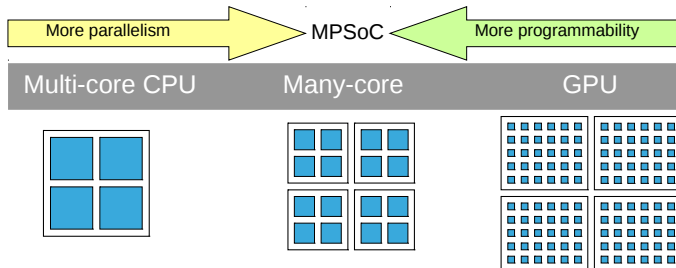 More parallelism MPSoC More programmability
Multi-core CPU Many-core GPU